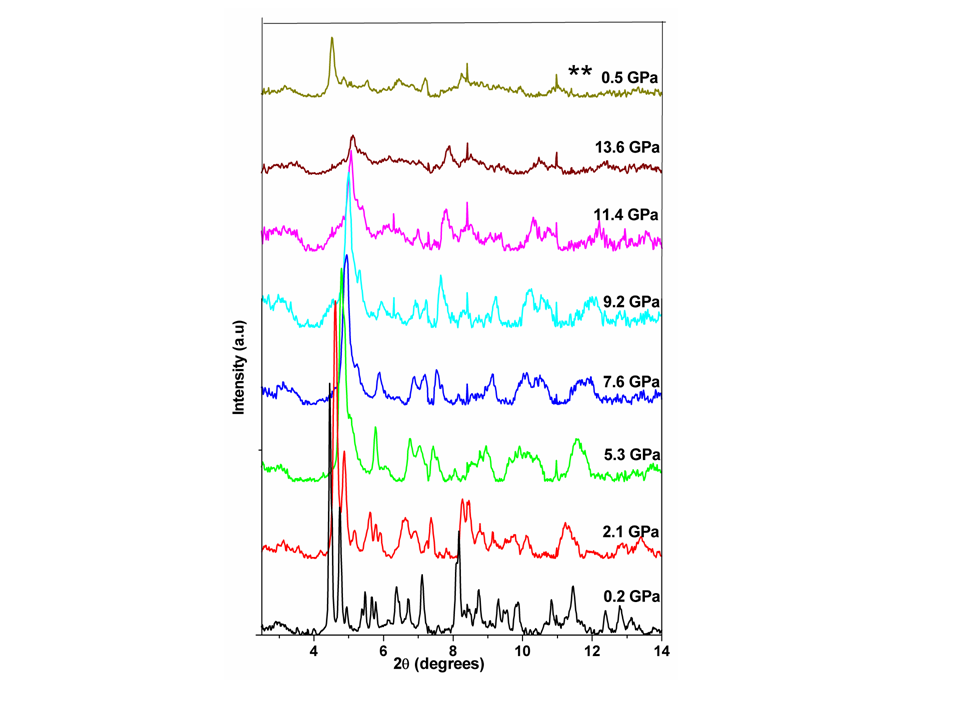 ** 0.5 GPa
13.6 GPa
11.4 GPa
9.2 GPa
7.6 GPa
5.3 GPa
2.1 GPa
0.2 GPa
Intensity (a.u)
4 6 8 10 12 14
2θ (degrees)